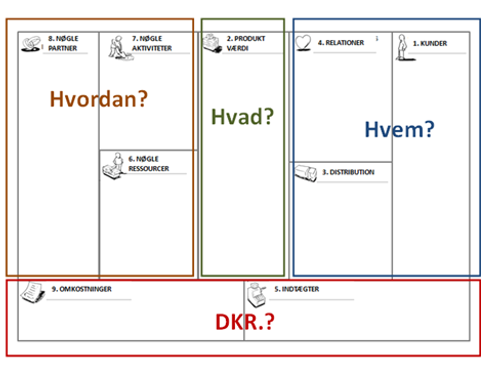 8. NØGLE
PARTNER
7. NØGLE
AKTIVITETER
2. PRODUKT
VÆRDI
4. RELATIONER
1. KUNDER
Hvordan?
Hvad?
Hvem?
6. NØGLE
RESSOURCER
3. DISTRIBUTION
9. OMKOSTNINGER
5. INDTÆGTER
DKR.?